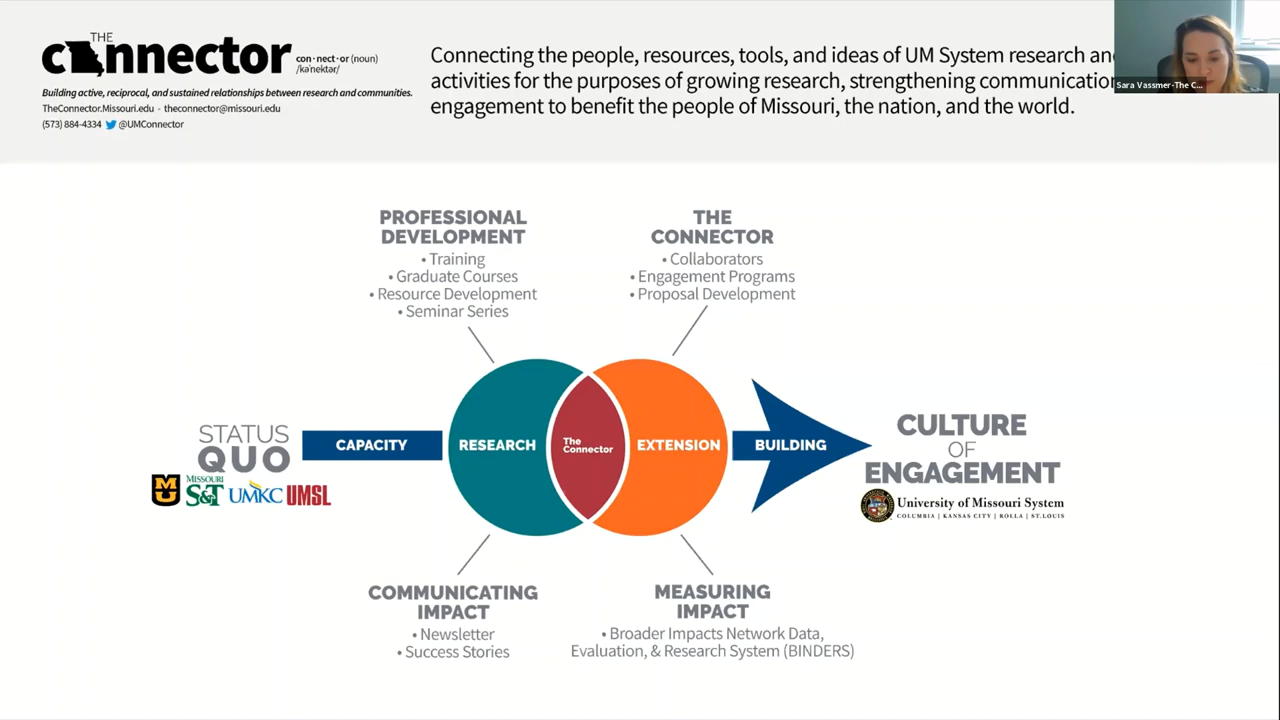 THE
connector
con·nect·or (noun)
/kəˈnektər/
Building active, reciprocal, and sustained relationships between research and communities.
TheConnector.Missouri.edu - theconnector@missouri.edu
(573) 884-4334 @UMConnector
Connecting the people, resources, tools, and ideas of UM System research and
activities for the purposes of growing research, strengthening communicatio
engagement to benefit the people of Missouri, the nation, and the world.
Sara Vassmer-The C...
PROFESSIONAL
DEVELOPMENT
• Training
• Graduate Courses
• Resource Development
• Seminar Series
THE
CONNECTOR
• Collaborators
• Engagement Programs
• Proposal Development
STATUS
QUO
MU
MISSOURI
S&T
UMKC
UMSL
CAPACITY
RESEARCH
The
Connector
EXTENSION
BUILDING
CULTURE
OF
ENGAGEMENT
University of Missouri System
COLUMBIA | KANSAS CITY | ROLLA | ST.LOUIS
COMMUNICATING
IMPACT
• Newsletter
• Success Stories
MEASURING
IMPACT
• Broader Impacts Network Data,
Evaluation, & Research System (BINDERS)